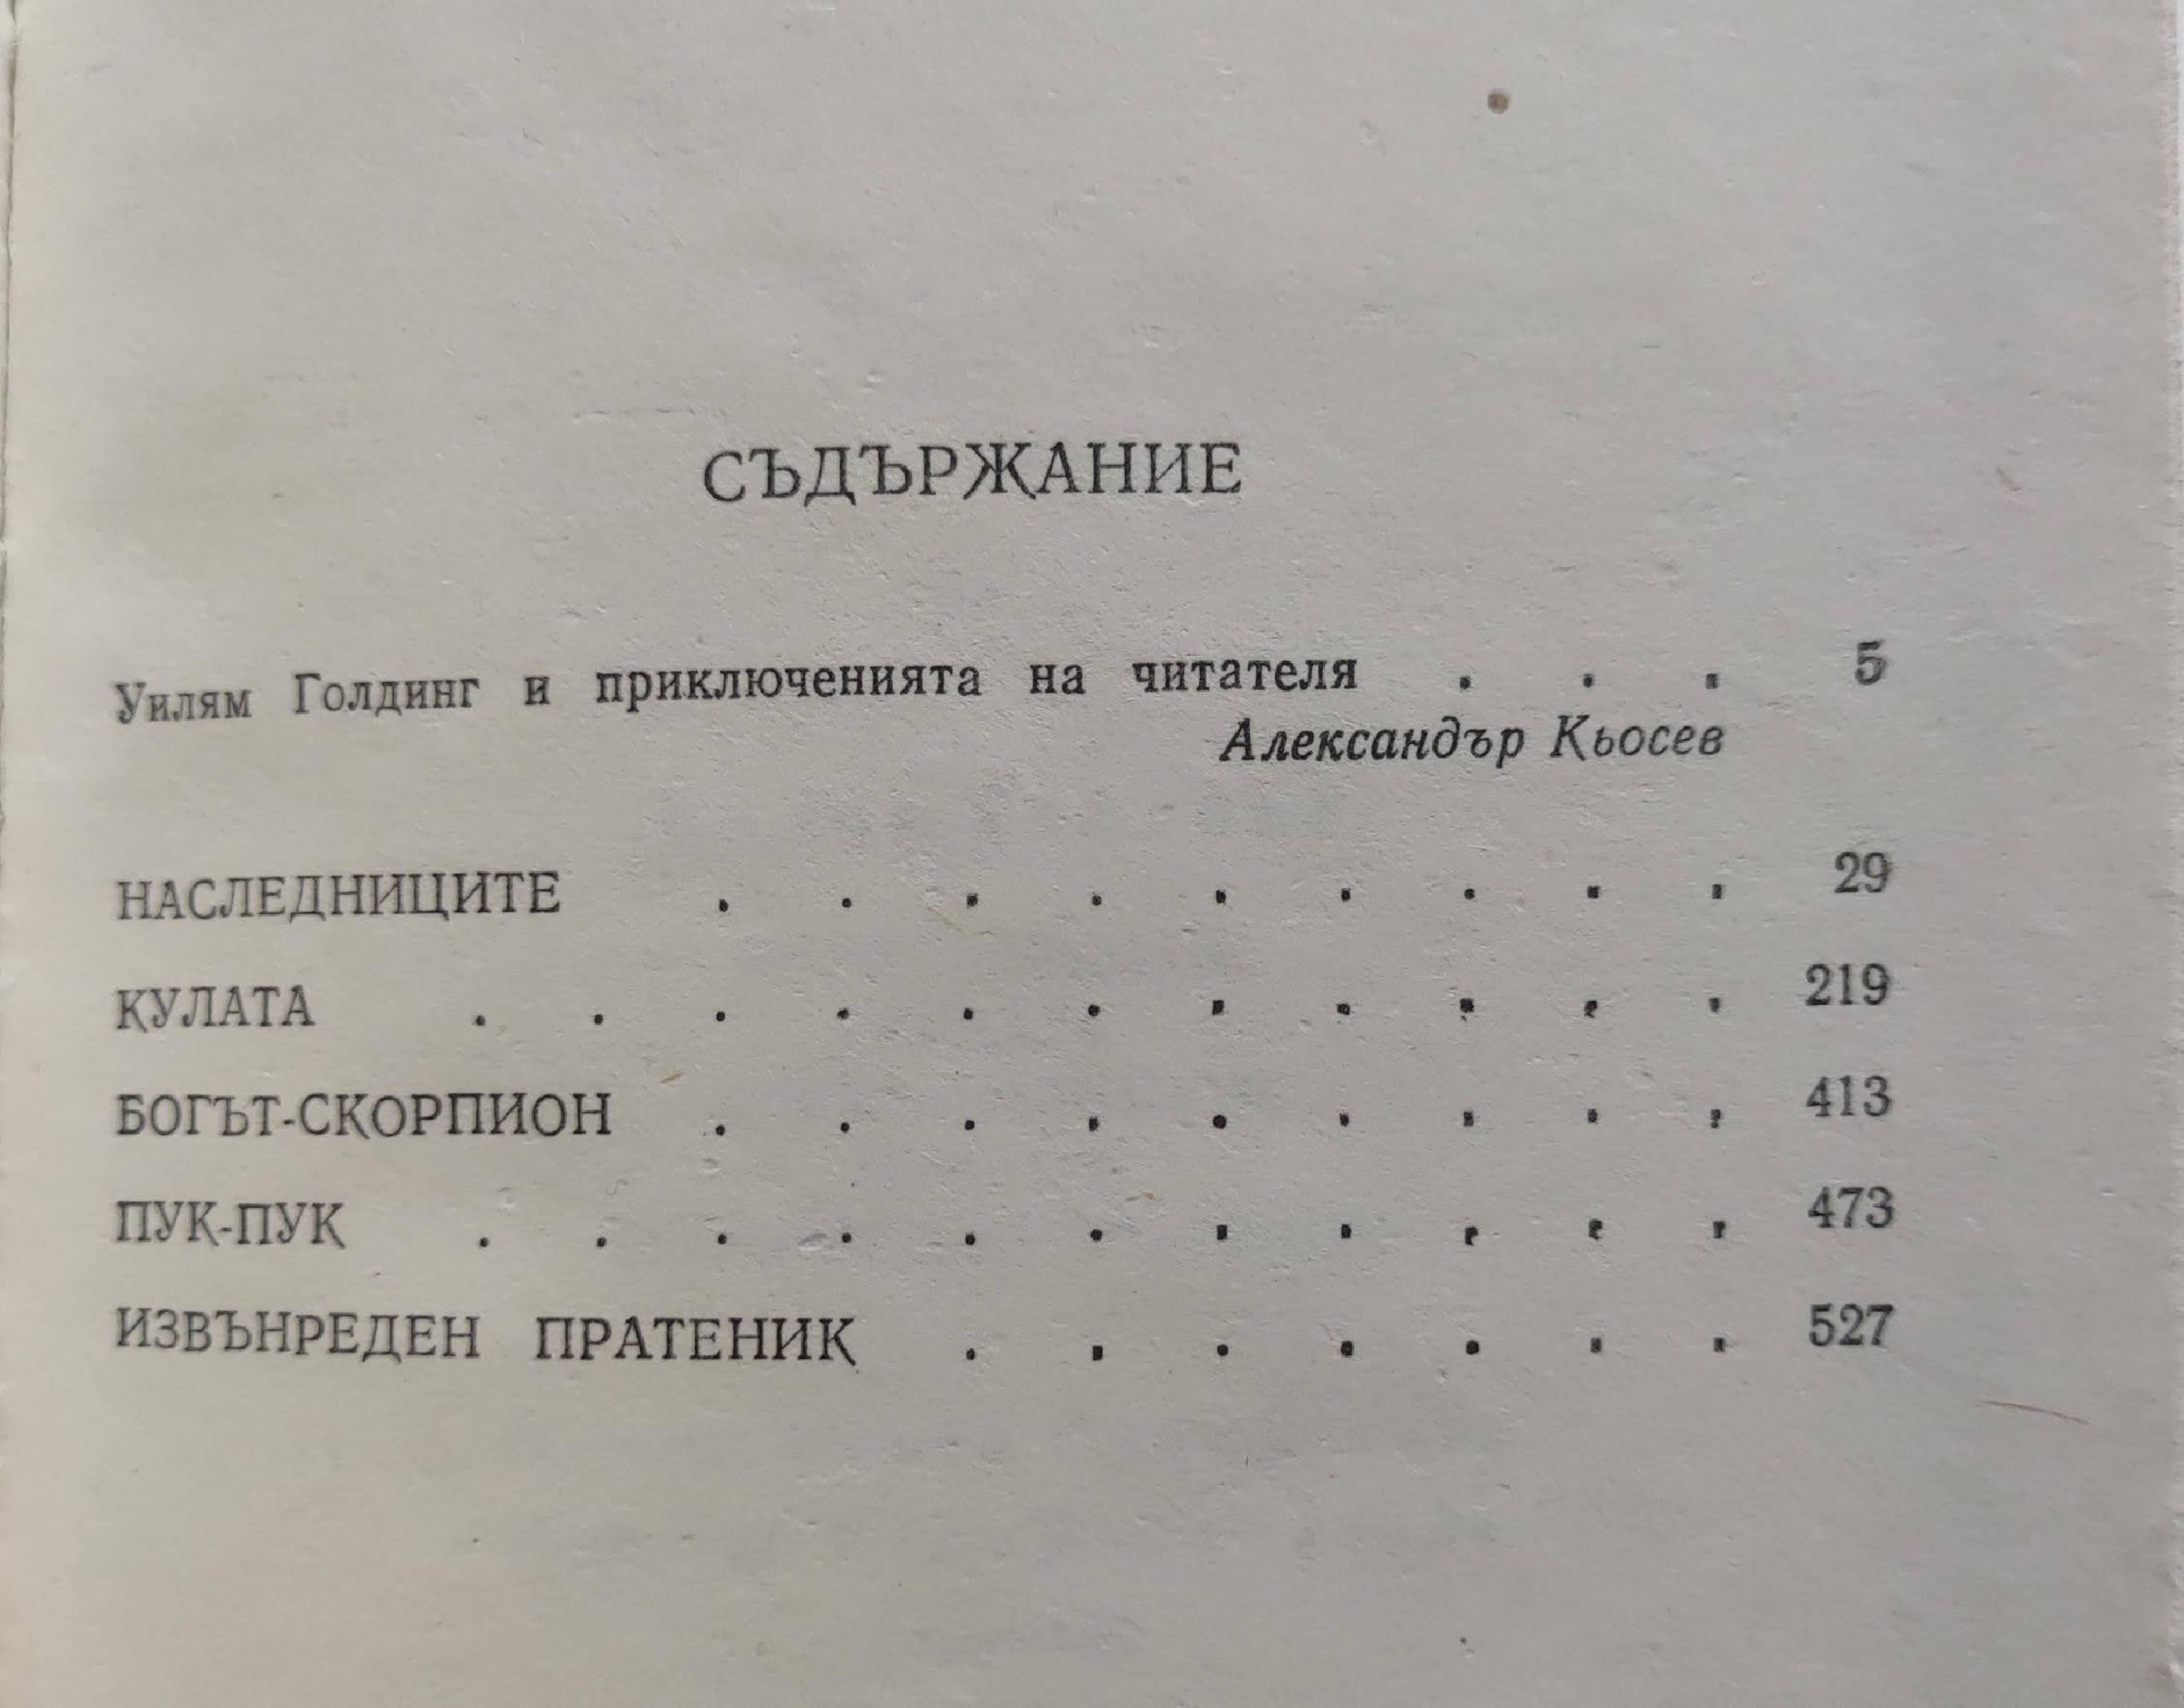 СЪДЪРЖАНИЕ
Уилям Голдинг и приключенията на читателя . . . 5
Александър Кьосев
НАСЛЕДНИЦИТЕ . . . . . . . . . 29
КУЛАТА . . . . . . . . . . . 219
БОГЪТ-СКОРПИОН . . . . . . . . . 413
ПУК-ПУК . . . . . . . . . . . 473
ИЗВЪНРЕДЕН ПРАТЕНИК . . . . . . . 527